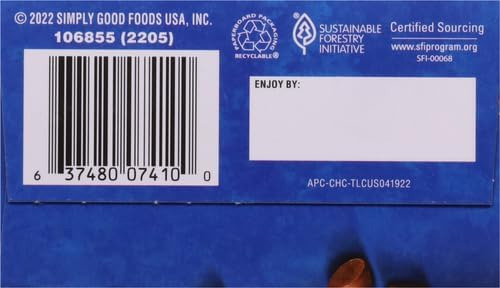 © 2022 SIMPLY GOOD FOODS USA, INC.
106855 (2205)
6 37480 07410 0
PAPERBOARD PACKAGING
RECYCLABLE
SUSTAINABLE
FORESTRY
INITIATIVE
Certified Sourcing
www.sfiprogram.org
SFI-00068
ENJOY BY:
APC-CHC-TLCUS041922